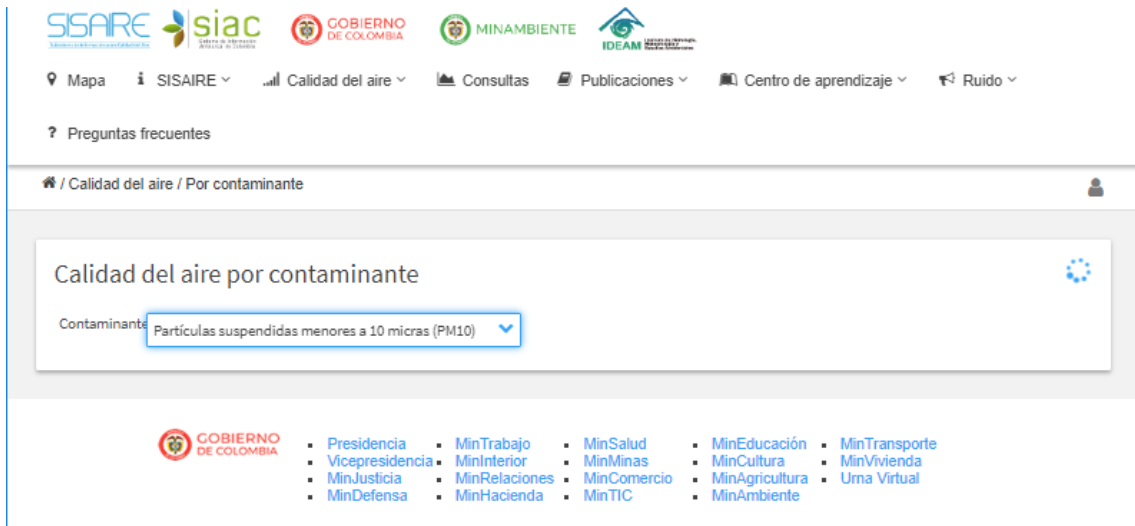 SISAIRE siac GOBIERNO DE COLOMBIA MINAMBIENTE IDEAM
Mapa SISAIRE Calidad del aire Consultas Publicaciones Centro de aprendizaje Ruido
? Preguntas frecuentes
/ Calidad del aire / Por contaminante
Calidad del aire por contaminante
Contaminante Partículas suspendidas menores a 10 micras (PM10)
GOBIERNO DE COLOMBIA
Presidencia MinTrabajo MinSalud MinEducación MinTransporte
Vicepresidencia MinInterior MinMinas MinCultura MinVivienda
MinJusticia MinRelaciones MinComercio MinAgricultura Urna Virtual
MinDefensa MinHacienda MinTIC MinAmbiente